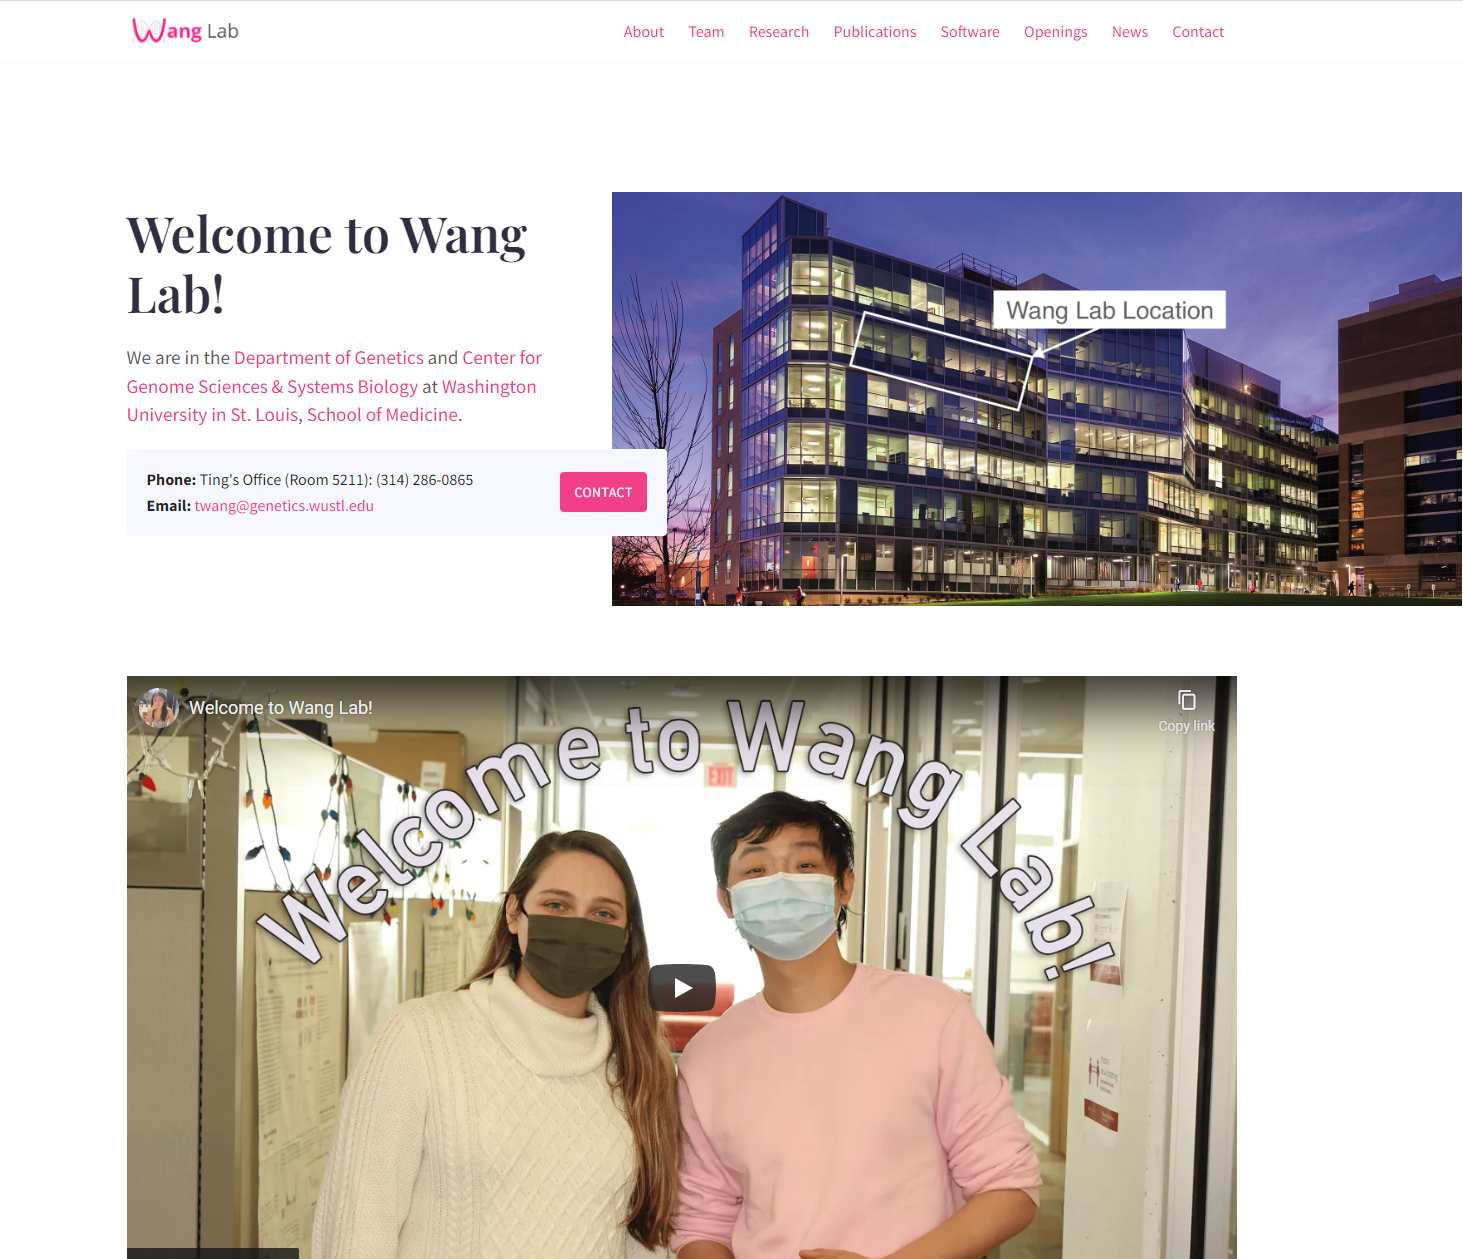 Wang Lab
About Team Research Publications Software Openings News Contact
Welcome to Wang
Lab!
We are in the Department of Genetics and Center for
Genome Sciences & Systems Biology at Washington
University in St. Louis, School of Medicine.
Phone: Ting's Office (Room 5211): (314) 286-0865
Email: twang@genetics.wustl.edu
CONTACT
Wang Lab Location
Welcome to Wang Lab!
Copy link
Welcome to Wang Lab!
EXIT